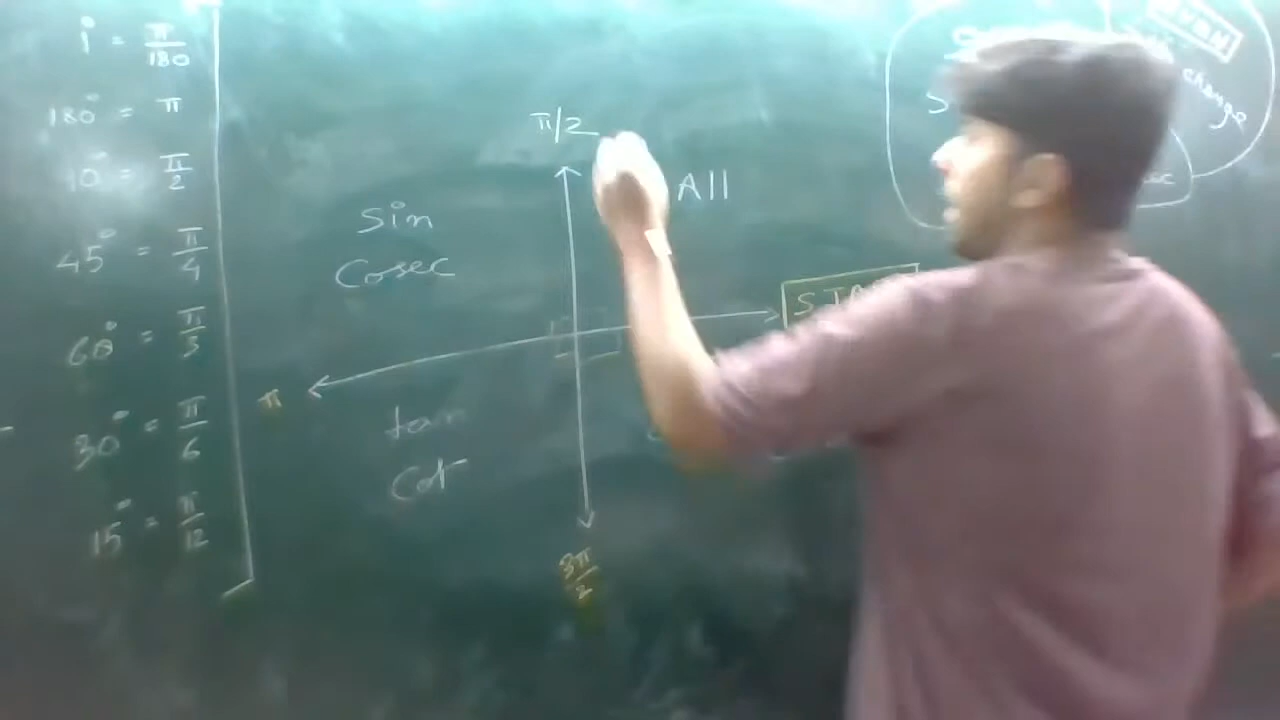 1° = π/180
180° = π
10° = π/2
45° = π/4
60° = π/3
30° = π/6
15° = π/12
π/2
All
Sin
Cosec
π
tan
Cot
3π/2
change